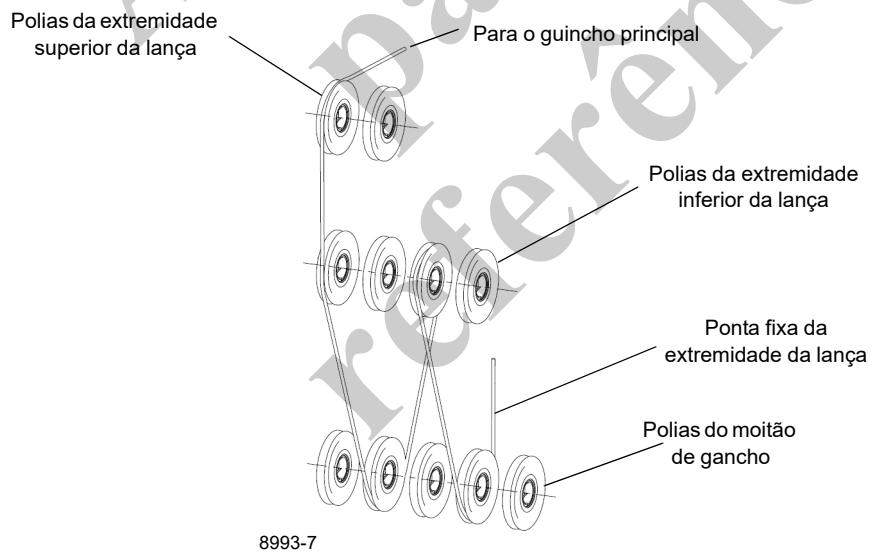 Polias da extremidade
superior da lança
Para o guincho principal
Polias da extremidade
inferior da lança
Ponta fixa da
extremidade da lança
Polias do moitão
de gancho
8993-7